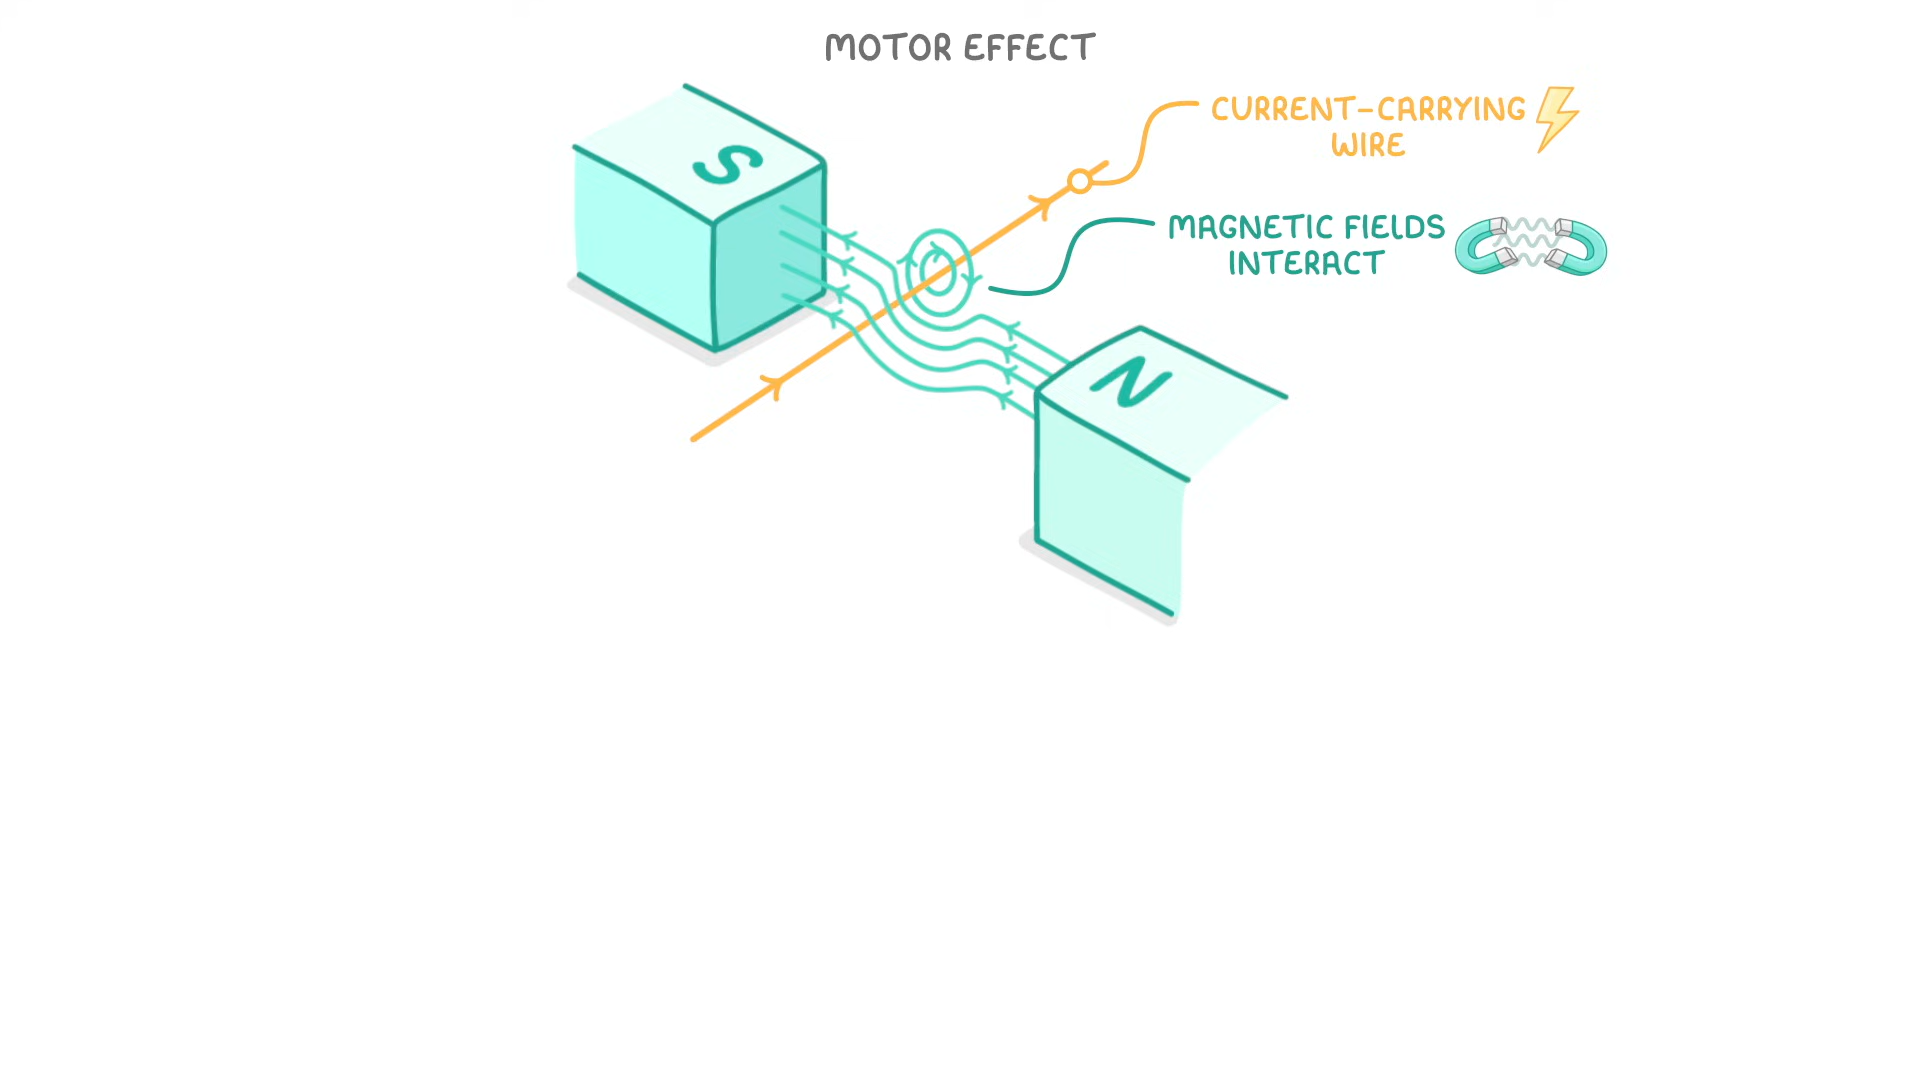 MOTOR EFFECT
CURRENT-CARRYING
WIRE
MAGNETIC FIELDS
INTERACT
S
N